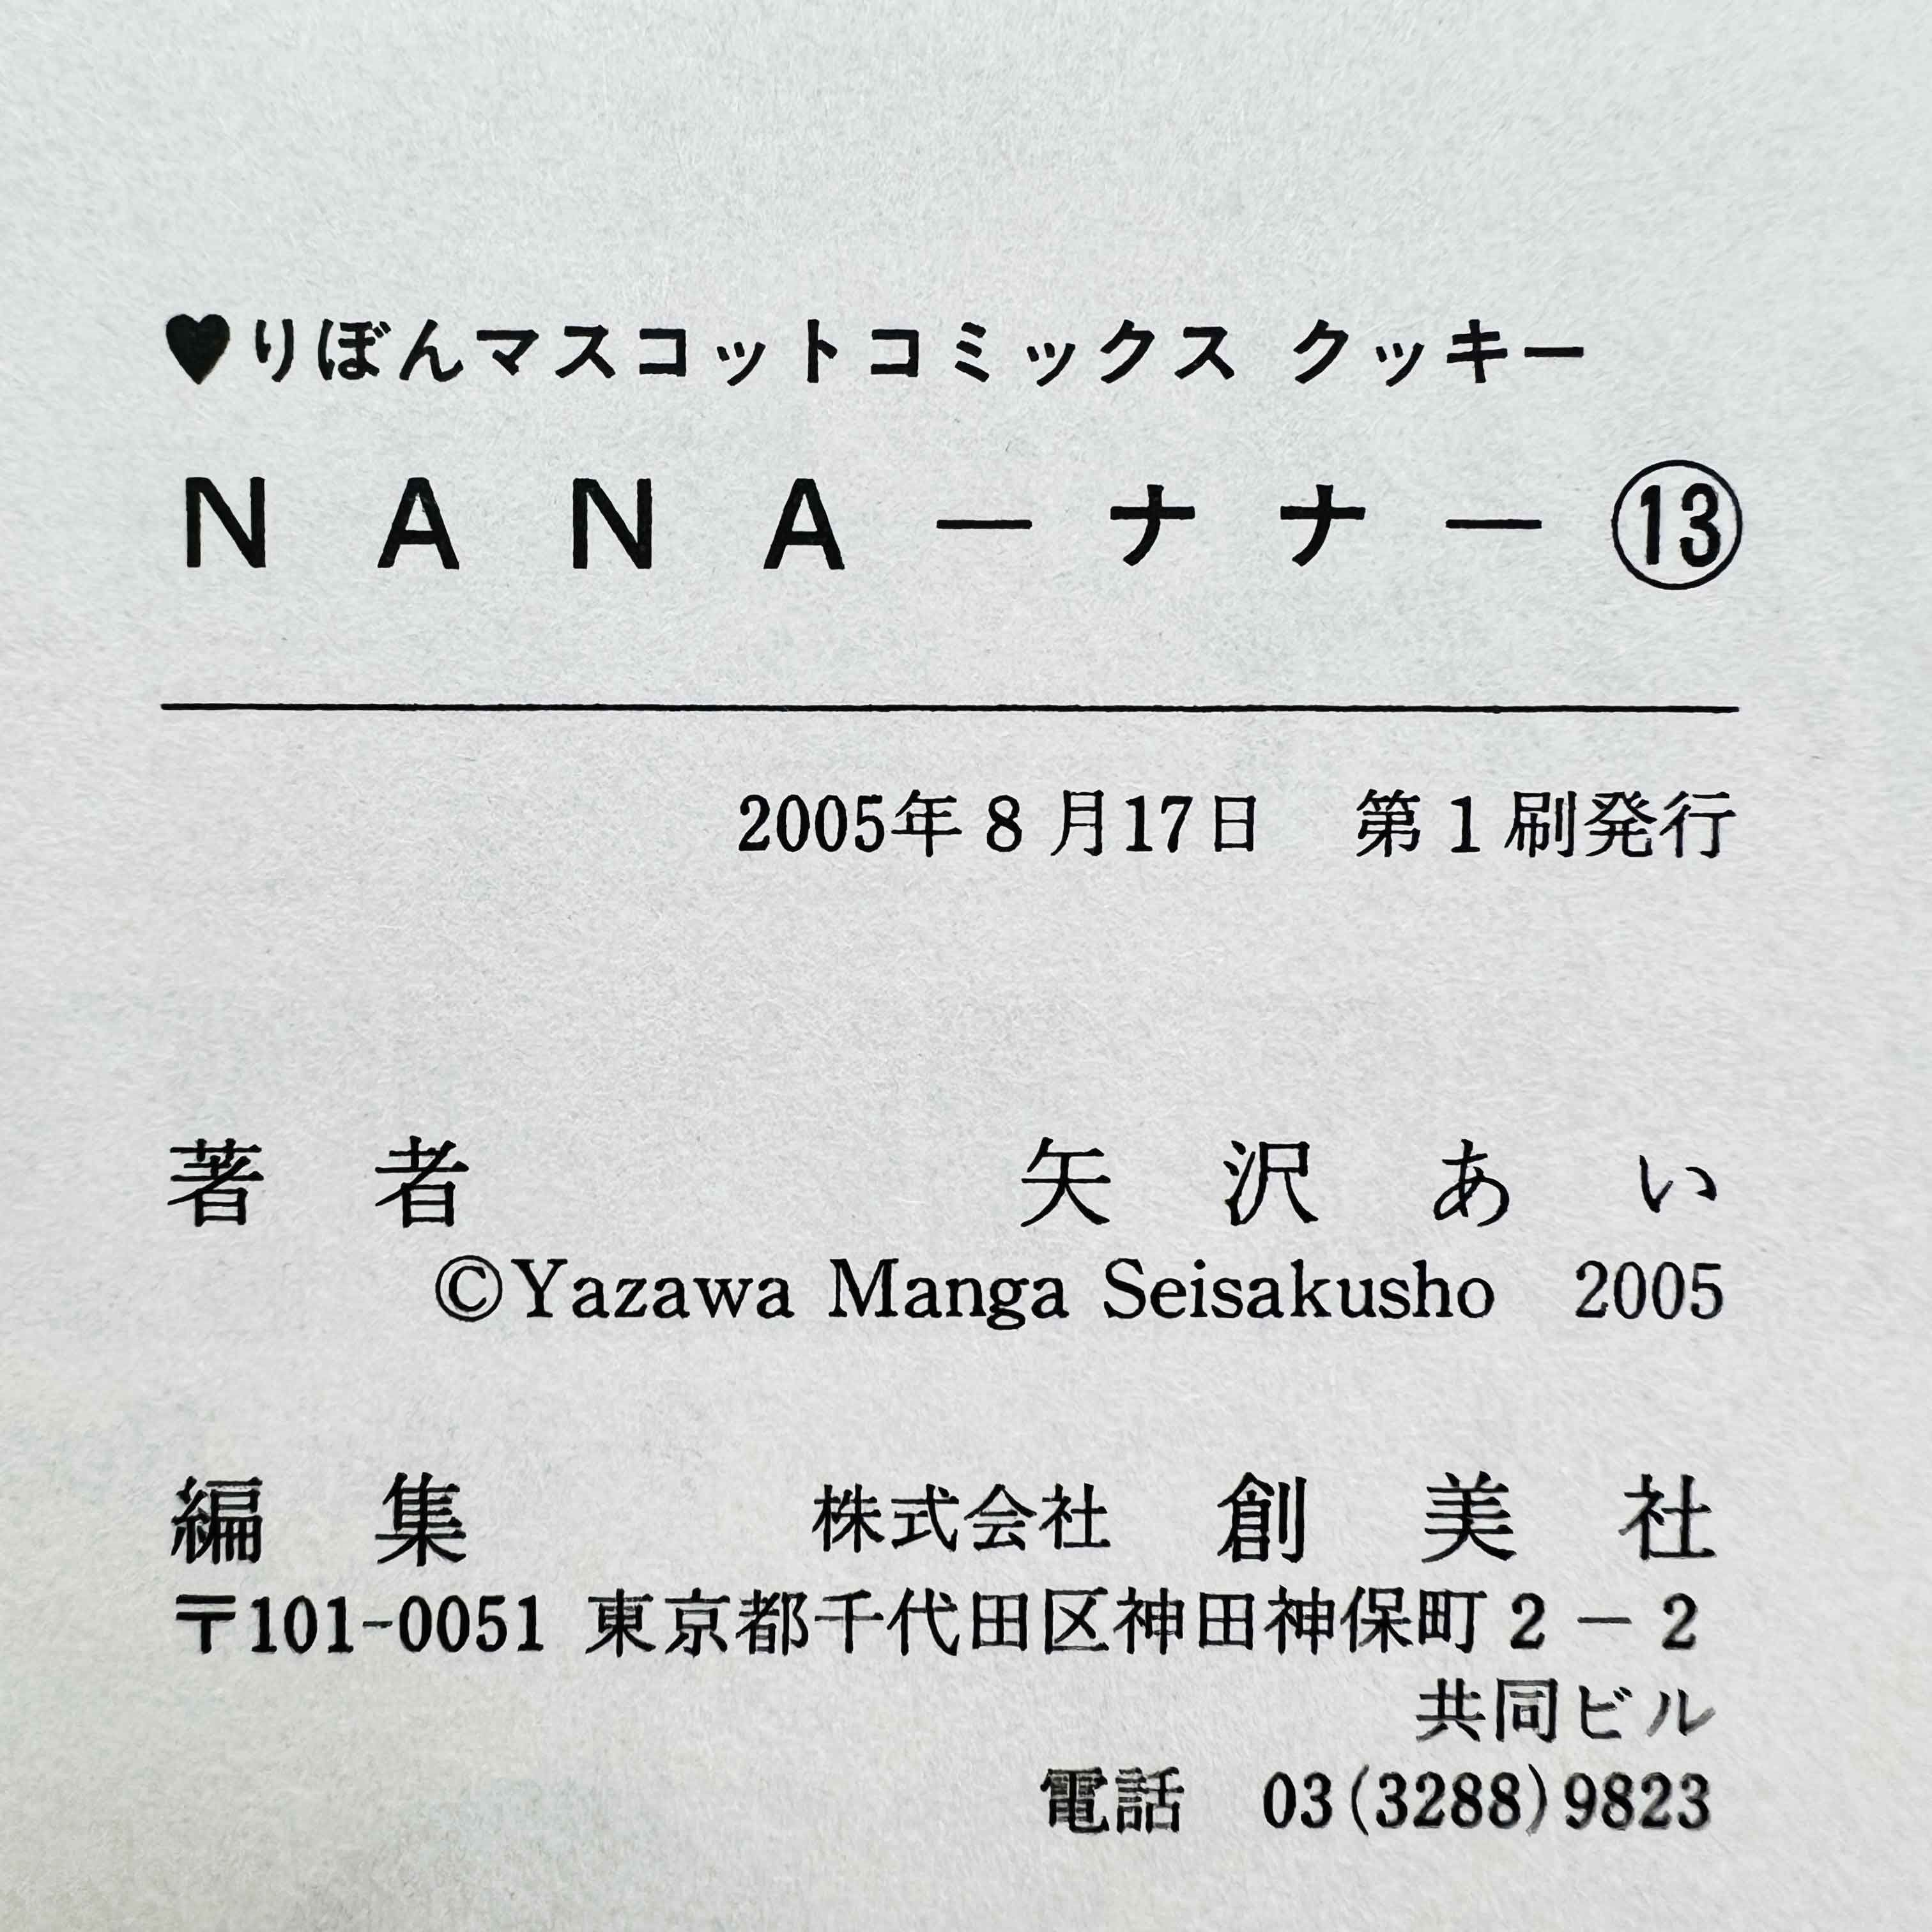 ♥りぼんマスコットコミックス クッキー
NANA―ナナ―⑬
2005年8月17日 第1刷発行
著者 矢沢あい
©Yazawa Manga Seisakusho 2005
編集 株式会社 創美社
〒101-0051 東京都千代田区神田神保町2－2
共同ビル
電話 03(3288)9823